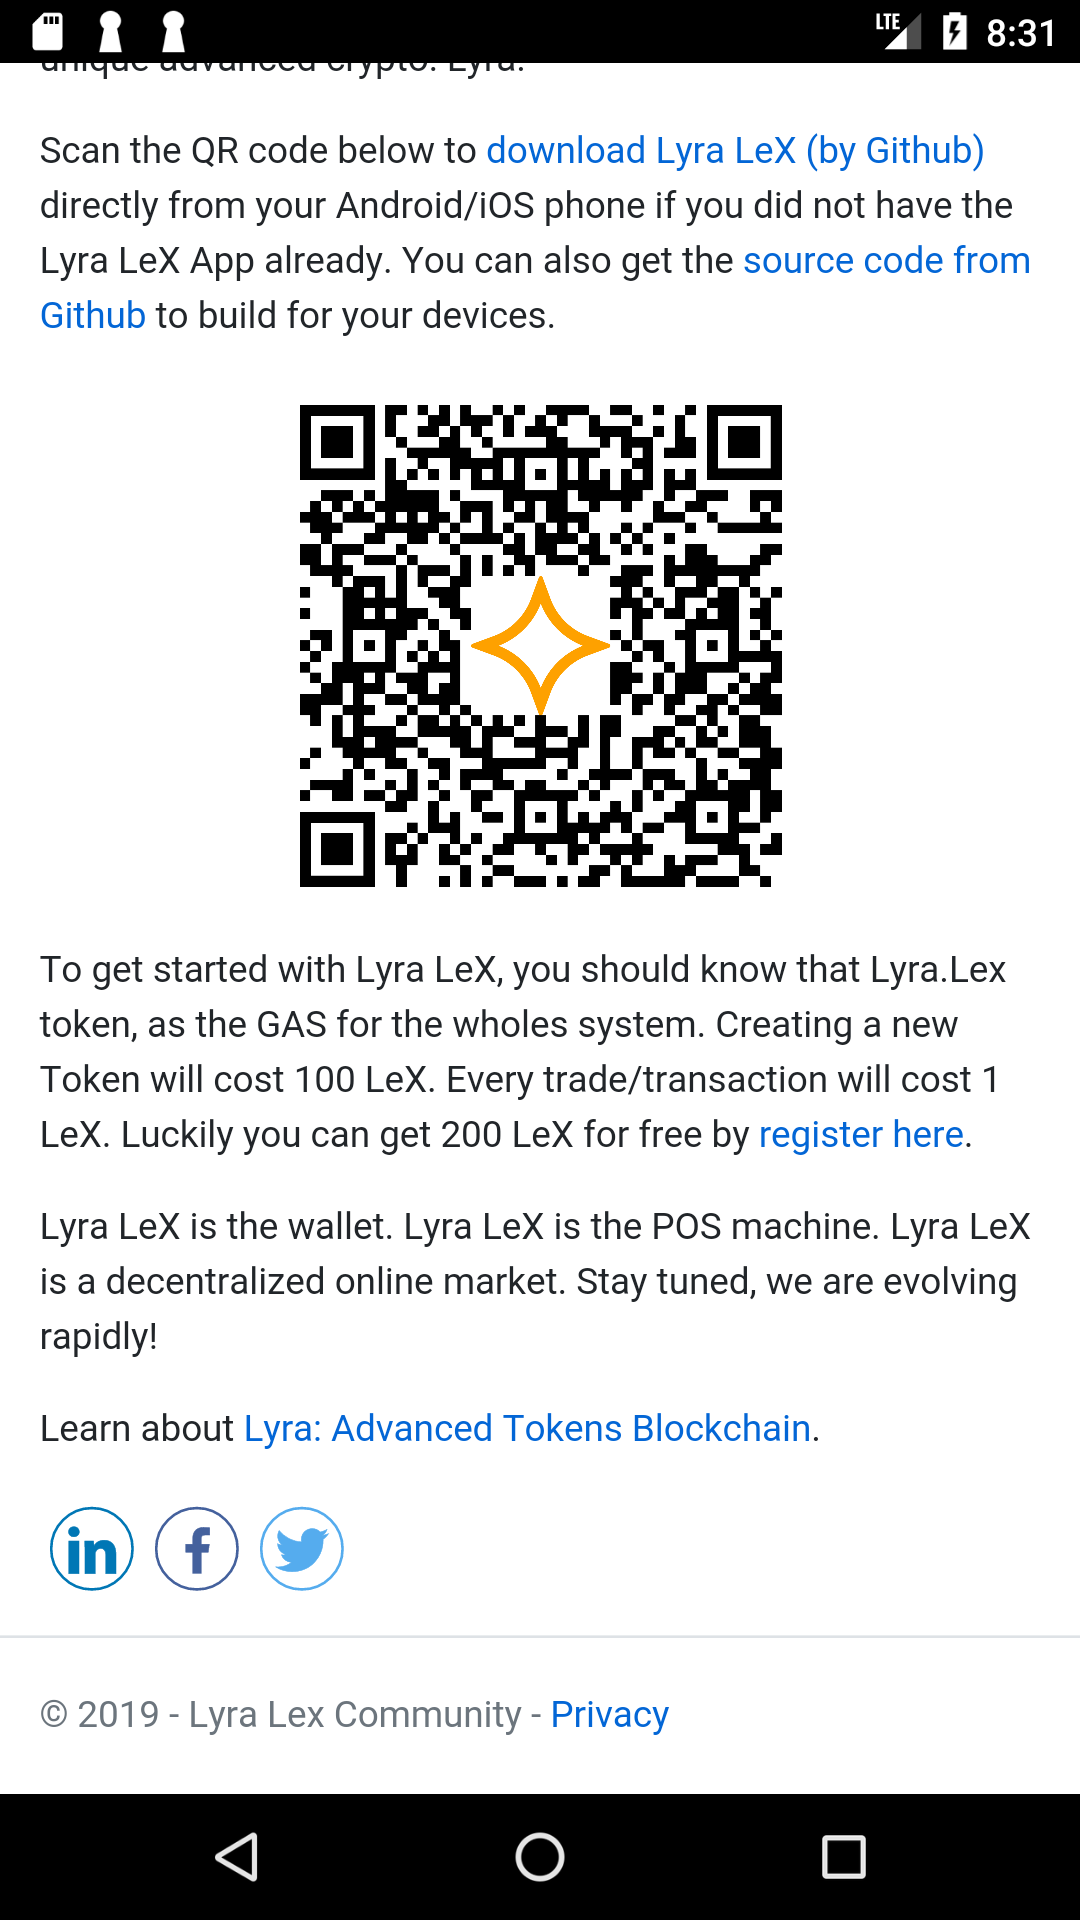 LTE 8:31
unique advanced crypto: Lyra.
Scan the QR code below to download Lyra LeX (by Github)
directly from your Android/iOS phone if you did not have the
Lyra LeX App already. You can also get the source code from
Github to build for your devices.
To get started with Lyra LeX, you should know that Lyra.Lex
token, as the GAS for the wholes system. Creating a new
Token will cost 100 LeX. Every trade/transaction will cost 1
LeX. Luckily you can get 200 LeX for free by register here.
Lyra LeX is the wallet. Lyra LeX is the POS machine. Lyra LeX
is a decentralized online market. Stay tuned, we are evolving
rapidly!
Learn about Lyra: Advanced Tokens Blockchain.
in f
© 2019 - Lyra Lex Community - Privacy